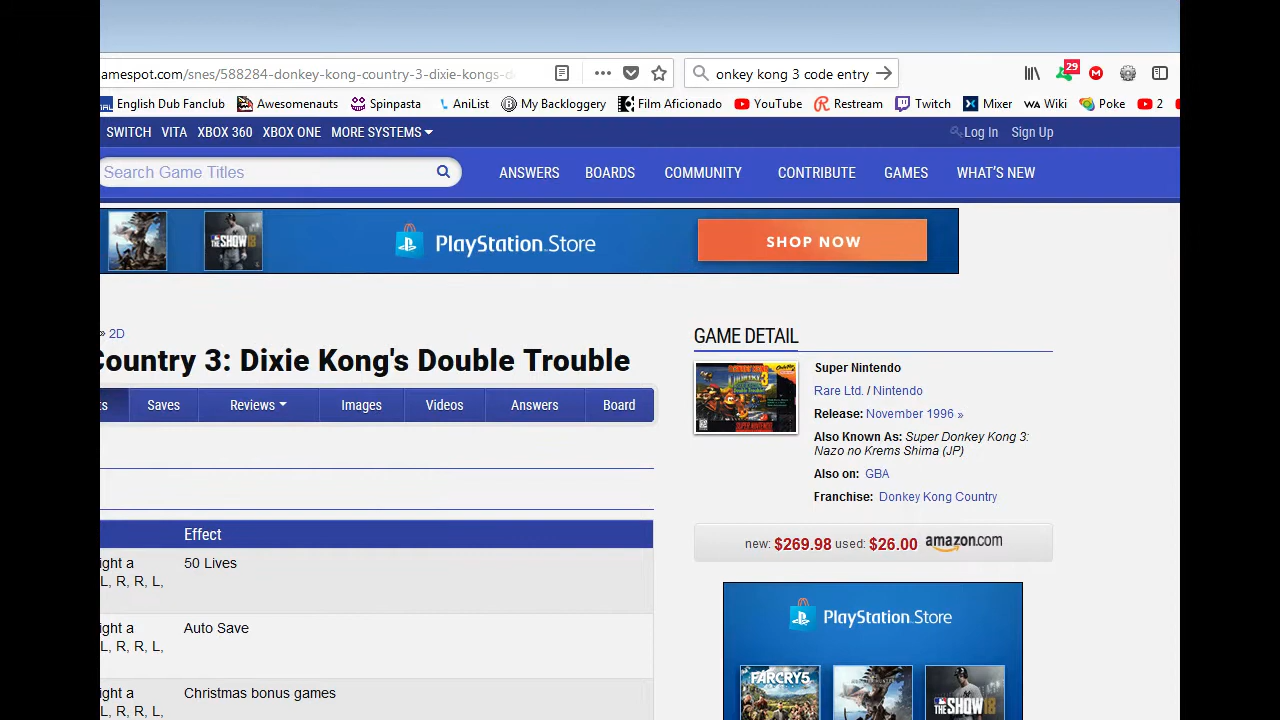 amespot.com/snes/588284-donkey-kong-country-3-dixie-kongs-d
onkey kong 3 code entry
29
English Dub Fanclub Awesomenauts Spinpasta AniList My Backloggery Film Aficionado YouTube Restream Twitch Mixer WA Wiki Poke 2
SWITCH VITA XBOX 360 XBOX ONE MORE SYSTEMS
Log In Sign Up
Search Game Titles
ANSWERS BOARDS COMMUNITY CONTRIBUTE GAMES WHAT'S NEW
THE SHOW 18
PlayStation Store
SHOP NOW
» 2D
Country 3: Dixie Kong's Double Trouble
ts Saves Reviews Images Videos Answers Board
Effect
ight a
L, R, R, L,
50 Lives
ight a
L, R, R, L,
Auto Save
ight a
L, R, R, L,
Christmas bonus games
GAME DETAIL
Super Nintendo
Rare Ltd. / Nintendo
Release: November 1996 »
Also Known As: Super Donkey Kong 3:
Nazo no Krems Shima (JP)
Also on: GBA
Franchise: Donkey Kong Country
new: $269.98 used: $26.00 amazon.com
PlayStation Store
FARCRY5
THE SHOW 18